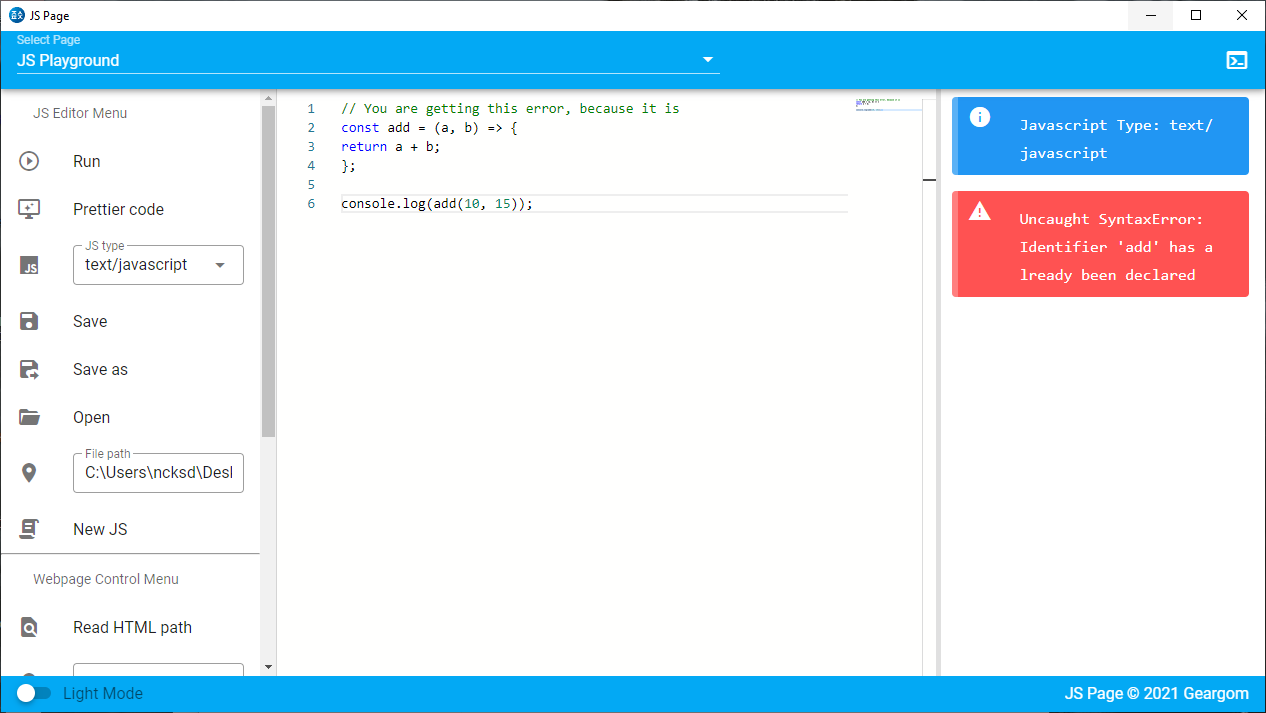 JS Page
Select Page
JS Playground
JS Editor Menu
Run
Prettier code
JS type
text/javascript
Save
Save as
Open
File path
C:\Users\ncksd\Desl
New JS
Webpage Control Menu
Read HTML path
1 // You are getting this error, because it is
2 const add = (a, b) => {
3 return a + b;
4 };
5
6 console.log(add(10, 15));
Javascript Type: text/
javascript
Uncaught SyntaxError:
Identifier 'add' has a
lready been declared
Light Mode
JS Page © 2021 Geargom